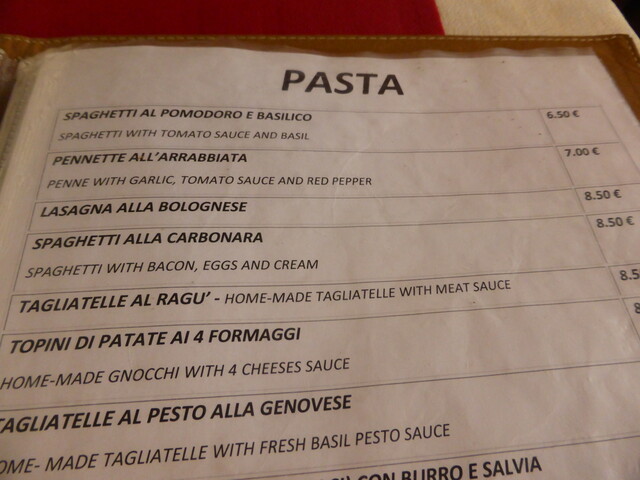 PASTA
SPAGHETTI AL POMODORO E BASILICO 6.50 €
SPAGHETTI WITH TOMATO SAUCE AND BASIL
PENNETTE ALL'ARRABBIATA 7.00 €
PENNE WITH GARLIC, TOMATO SAUCE AND RED PEPPER
LASAGNA ALLA BOLOGNESE 8.50 €
SPAGHETTI ALLA CARBONARA 8.50 €
SPAGHETTI WITH BACON, EGGS AND CREAM
TAGLIATELLE AL RAGU' - HOME-MADE TAGLIATELLE WITH MEAT SAUCE 8.5
TOPINI DI PATATE AI 4 FORMAGGI 8
HOME-MADE GNOCCHI WITH 4 CHEESES SAUCE
TAGLIATELLE AL PESTO ALLA GENOVESE
OME- MADE TAGLIATELLE WITH FRESH BASIL PESTO SAUCE
CON BURRO E SALVIA